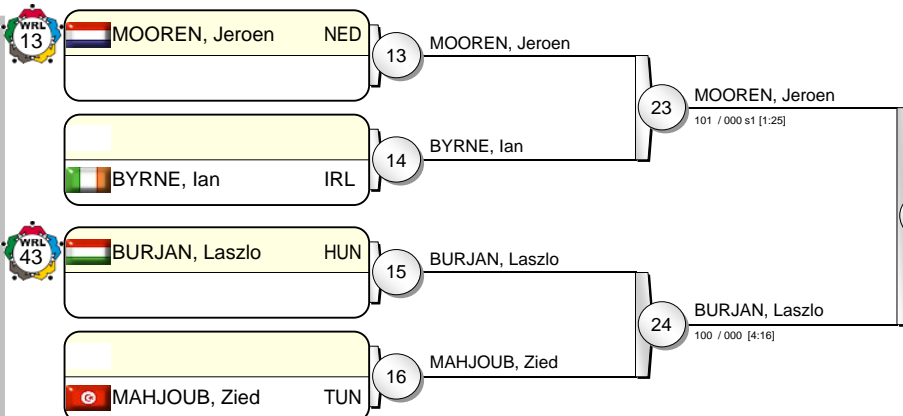 WRL
13
MOOREN, Jeroen NED
13
MOOREN, Jeroen
23
MOOREN, Jeroen
101 / 000 s1 [1:25]
14
BYRNE, Ian
BYRNE, Ian IRL
WRL
43
BURJAN, Laszlo HUN
15
BURJAN, Laszlo
24
BURJAN, Laszlo
100 / 000 [4:16]
16
MAHJOUB, Zied
MAHJOUB, Zied TUN